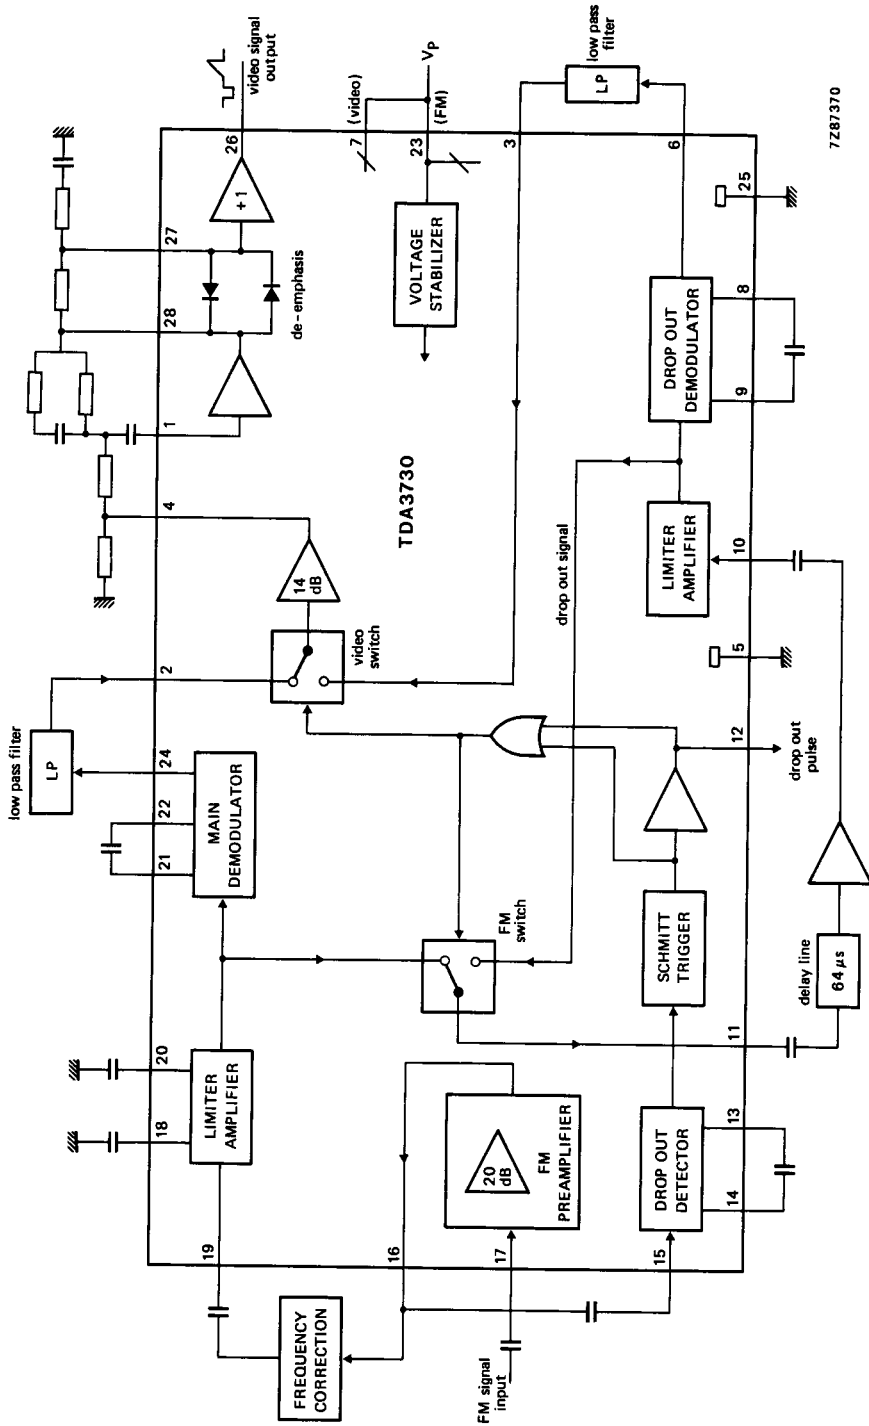 FM signal
input
FREQUENCY
CORRECTION
19
16
17
15
18
20
LIMITER
AMPLIFIER
20
dB
FM
PREAMPLIFIER
DROP OUT
DETECTOR
14
13
11
delay line
64 µs
SCHMITT
TRIGGER
FM
switch
21
22
24
MAIN
DEMODULATOR
low pass filter
LP
2
video
switch
14
dB
4
12
drop out
pulse
5
drop out signal
TDA3730
LIMITER
AMPLIFIER
10
DROP OUT
DEMODULATOR
9
8
25
1
28
27
de-emphasis
+1
26
video signal
output
VOLTAGE
STABILIZER
7 (video)
23
(FM)
VP
3
6
LP
low pass
filter
7Z87370